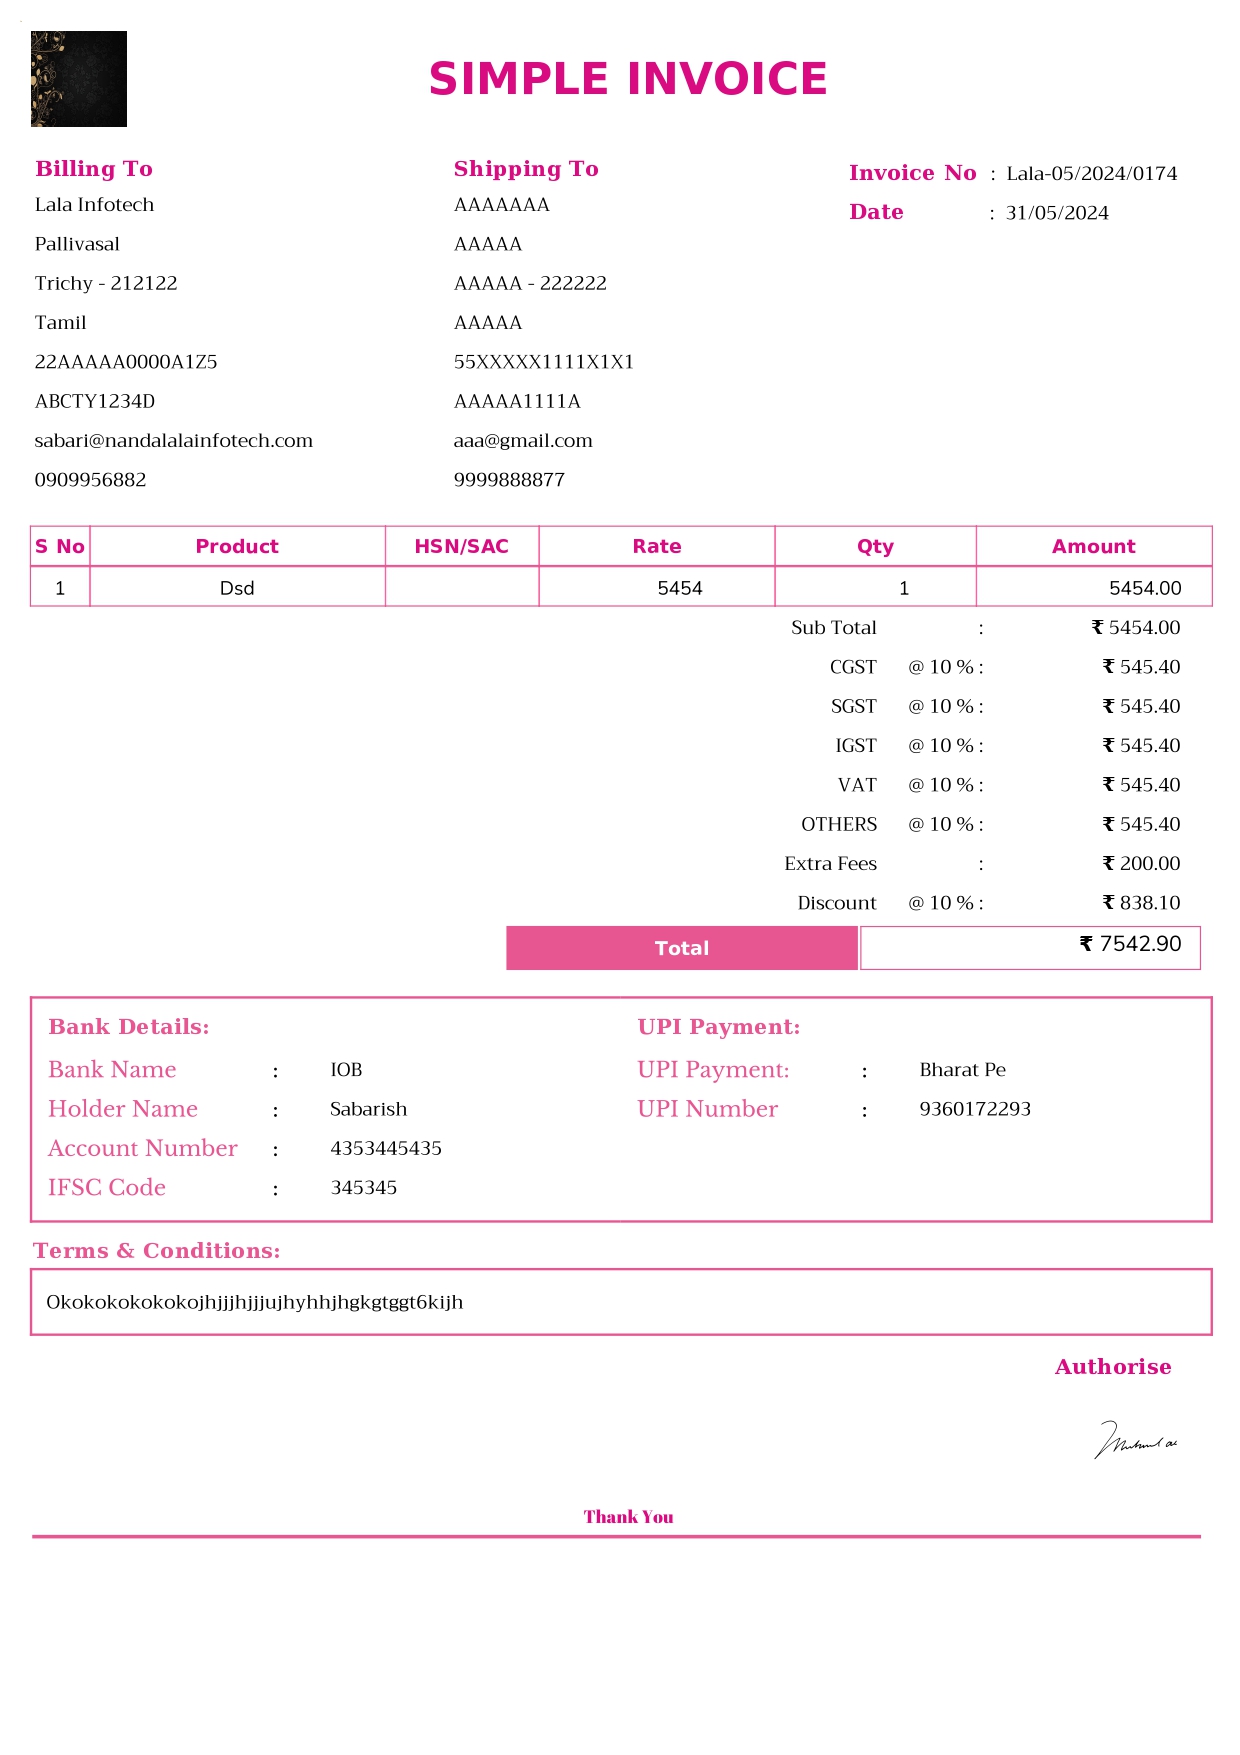 SIMPLE INVOICE
Billing To
Lala Infotech
Pallivasal
Trichy - 212122
Tamil
22AAAAA0000A1Z5
ABCTY1234D
sabari@nandalalainfotech.com
0909956882
Shipping To
AAAAAAA
AAAAA
AAAAA - 222222
AAAAA
55XXXXX1111X1X1
AAAAA1111A
aaa@gmail.com
9999888877
Invoice No : Lala-05/2024/0174
Date : 31/05/2024
S No Product HSN/SAC Rate Qty Amount
1 Dsd 5454 1 5454.00
Sub Total : ₹ 5454.00
CGST @ 10 % : ₹ 545.40
SGST @ 10 % : ₹ 545.40
IGST @ 10 % : ₹ 545.40
VAT @ 10 % : ₹ 545.40
OTHERS @ 10 % : ₹ 545.40
Extra Fees : ₹ 200.00
Discount @ 10 % : ₹ 838.10
Total ₹ 7542.90
Bank Details:
Bank Name : IOB
Holder Name : Sabarish
Account Number : 4353445435
IFSC Code : 345345
UPI Payment:
UPI Payment: : Bharat Pe
UPI Number : 9360172293
Terms & Conditions:
Okokokokokokojhjjjhjjjujhyhhjhgkgtggt6kijh
Authorise
Thank You